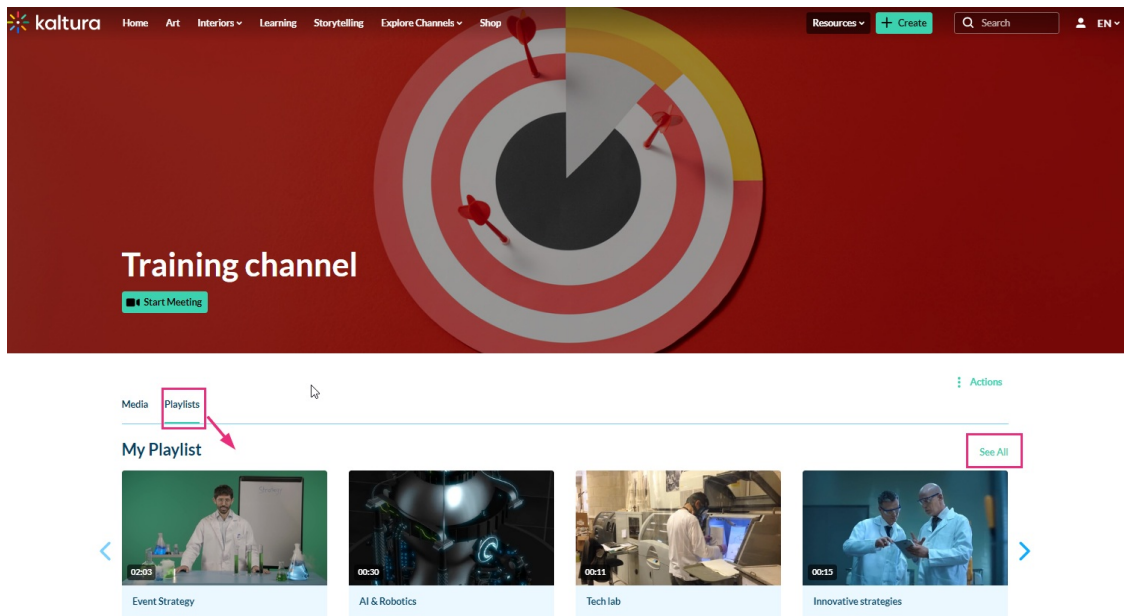 kaltura Home Art Interiors Learning Storytelling Explore Channels Shop Resources + Create Search EN
Training channel
Start Meeting
Actions
Media Playlists
My Playlist See All
02:03 00:30 00:11 00:15
Event Strategy AI & Robotics Tech lab Innovative strategies